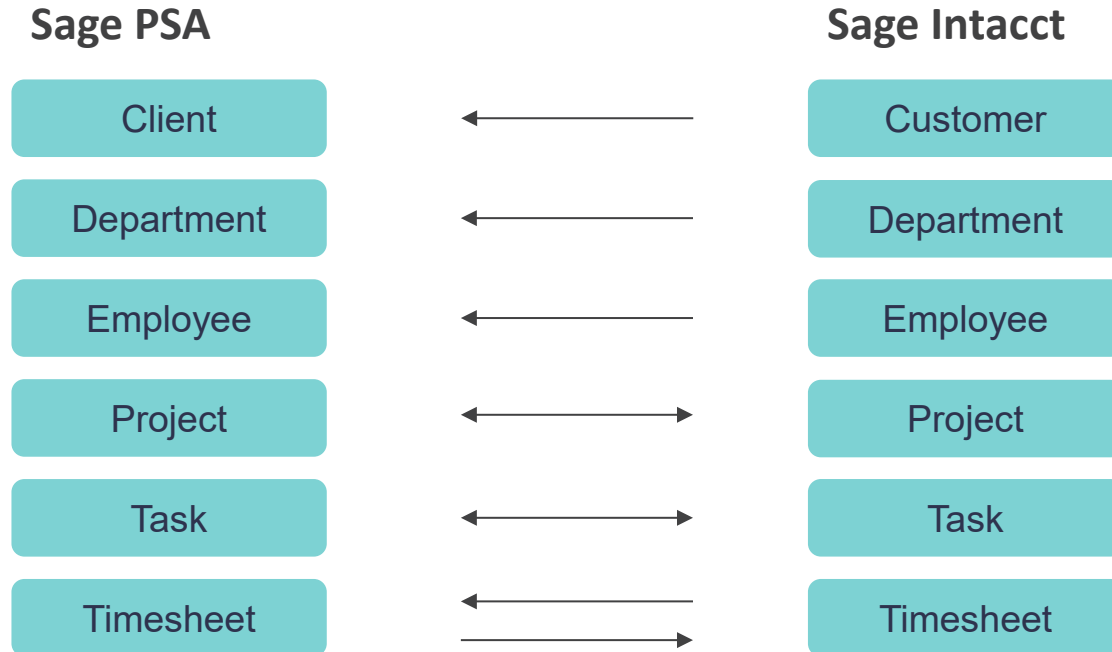 Sage PSA Sage Intacct
Client Customer
Department Department
Employee Employee
Project Project
Task Task
Timesheet Timesheet